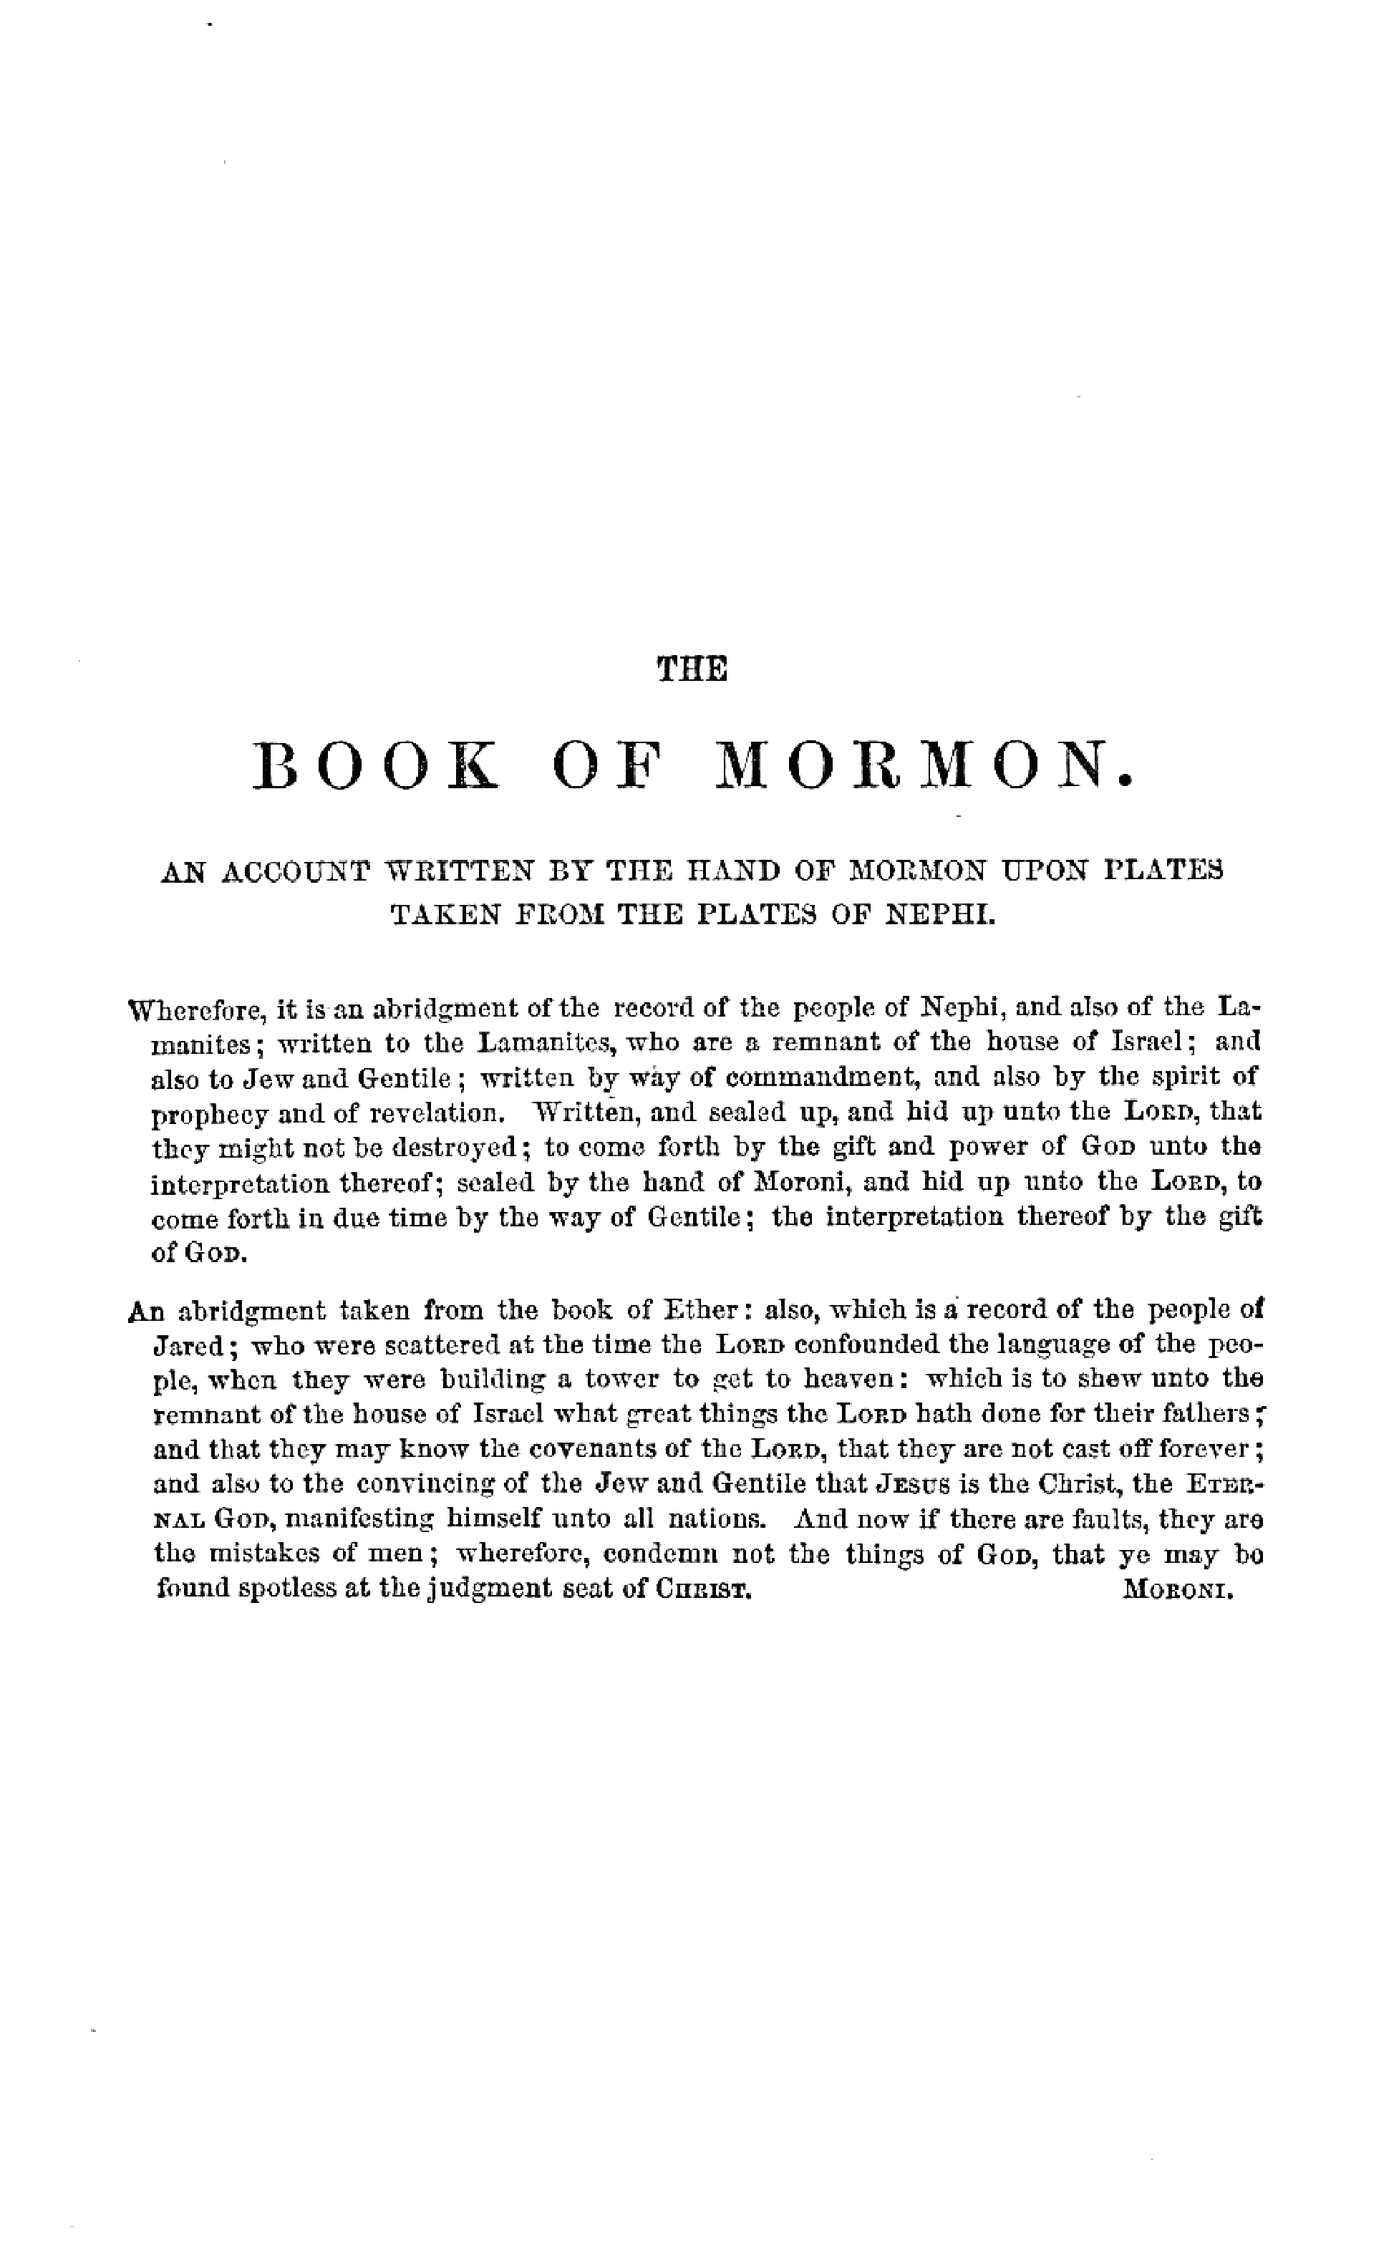 THE
BOOK OF MORMON.
AN ACCOUNT WRITTEN BY THE HAND OF MORMON UPON PLATES
TAKEN FROM THE PLATES OF NEPHI.
Wherefore, it is an abridgment of the record of the people of Nephi, and also of the La-
manites; written to the Lamanites, who are a remnant of the house of Israel; and
also to Jew and Gentile; written by way of commandment, and also by the spirit of
prophecy and of revelation. Written, and sealed up, and hid up unto the LORD, that
they might not be destroyed; to come forth by the gift and power of GOD unto the
interpretation thereof; sealed by the hand of Moroni, and hid up unto the LORD, to
come forth in due time by the way of Gentile; the interpretation thereof by the gift
of GOD.
An abridgment taken from the book of Ether: also, which is a record of the people of
Jared; who were scattered at the time the LORD confounded the language of the peo-
ple, when they were building a tower to get to heaven: which is to shew unto the
remnant of the house of Israel what great things the LORD hath done for their fathers;
and that they may know the covenants of the LORD, that they are not cast off forever;
and also to the convincing of the Jew and Gentile that JESUS is the Christ, the ETER-
NAL GOD, manifesting himself unto all nations. And now if there are faults, they are
the mistakes of men; wherefore, condemn not the things of GOD, that ye may be
found spotless at the judgment seat of CHRIST. MORONI.